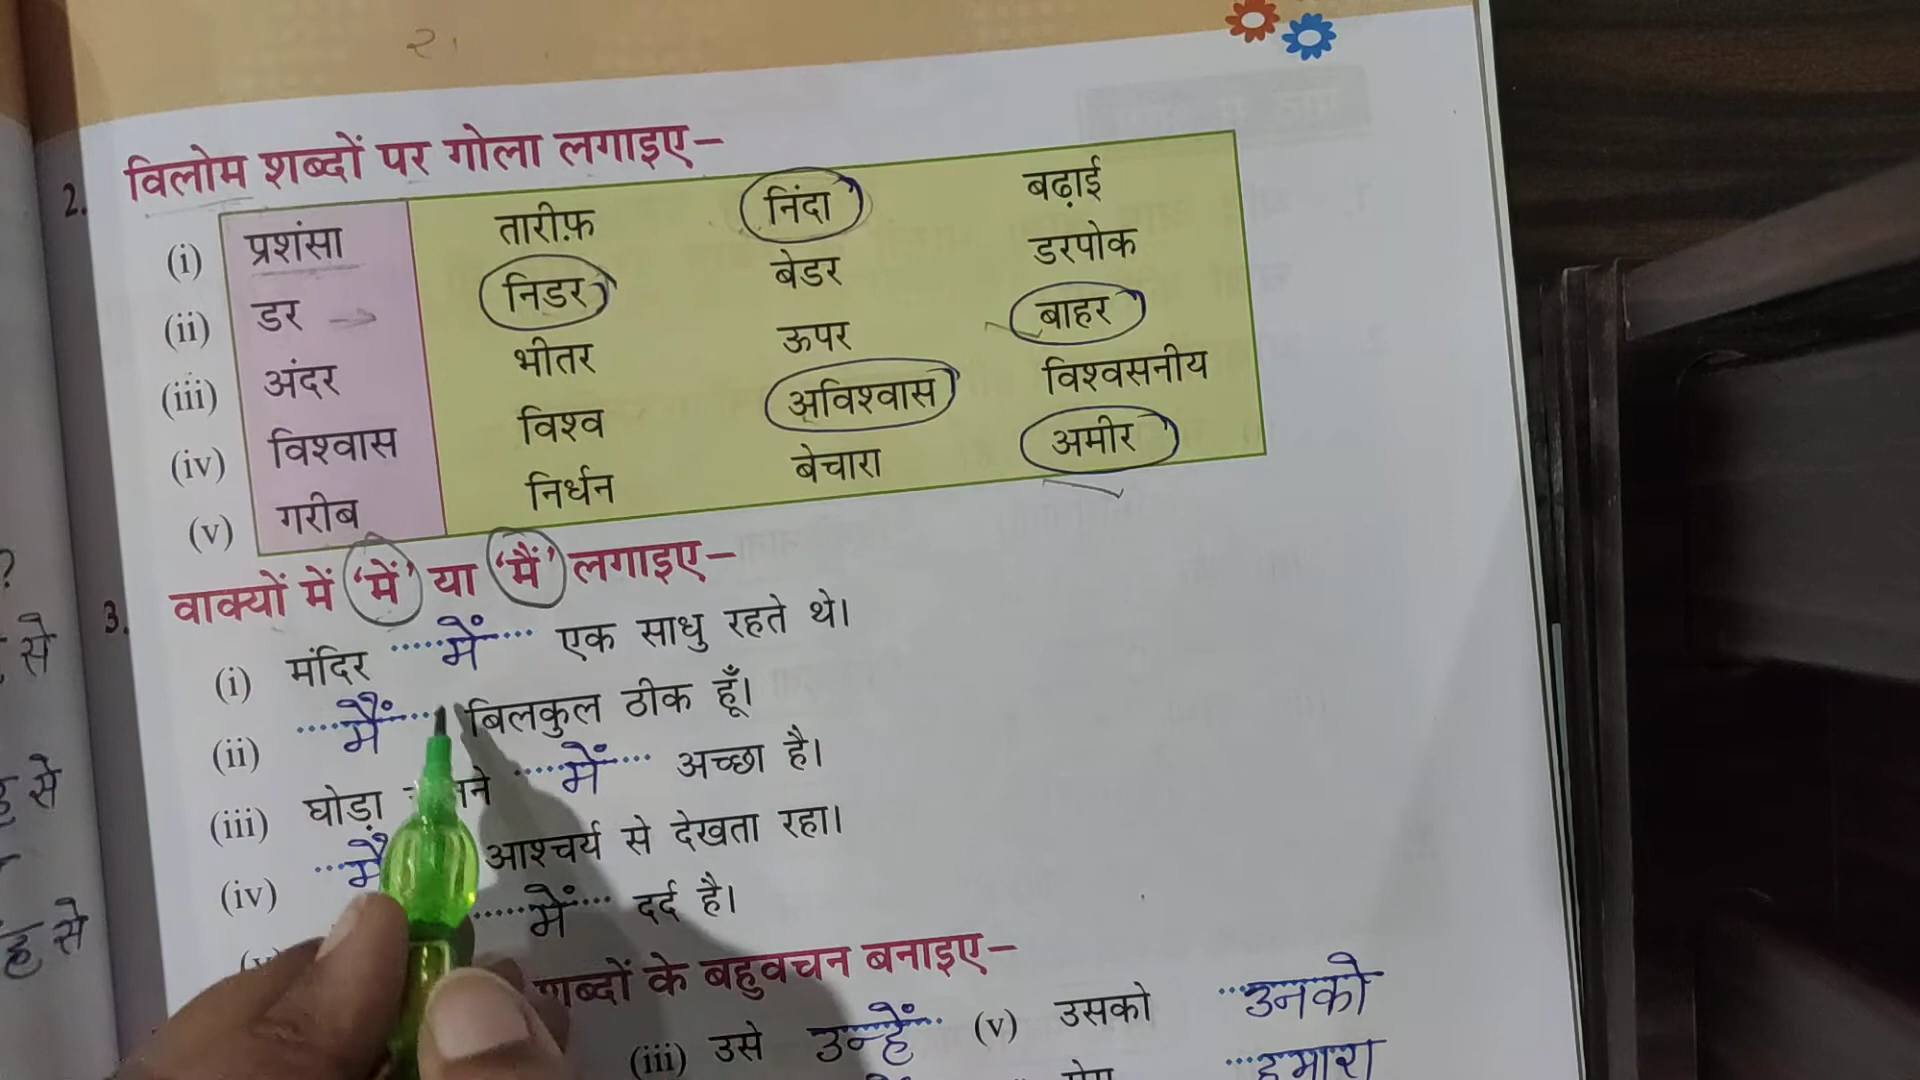 २.
2. विलोम शब्दों पर गोला लगाइए–
(i) प्रशंसा तारीफ़ निंदा बढ़ाई
(ii) डर निडर बेडर डरपोक
(iii) अंदर भीतर ऊपर बाहर
(iv) विश्वास विश्व अविश्वास विश्वसनीय
(v) गरीब निर्धन बेचारा अमीर
3. वाक्यों में ‘में’ या ‘मैं’ लगाइए–
(i) मंदिर में एक साधु रहते थे।
(ii) मैं बिलकुल ठीक हूँ।
(iii) घोड़ा में अच्छा है।
(iv) आश्चर्य से देखता रहा।
में दर्द है।
शब्दों के बहुवचन बनाइए–
(iii) उसे उन्हें (v) उसको उनको
हमारा
?
से
से
से